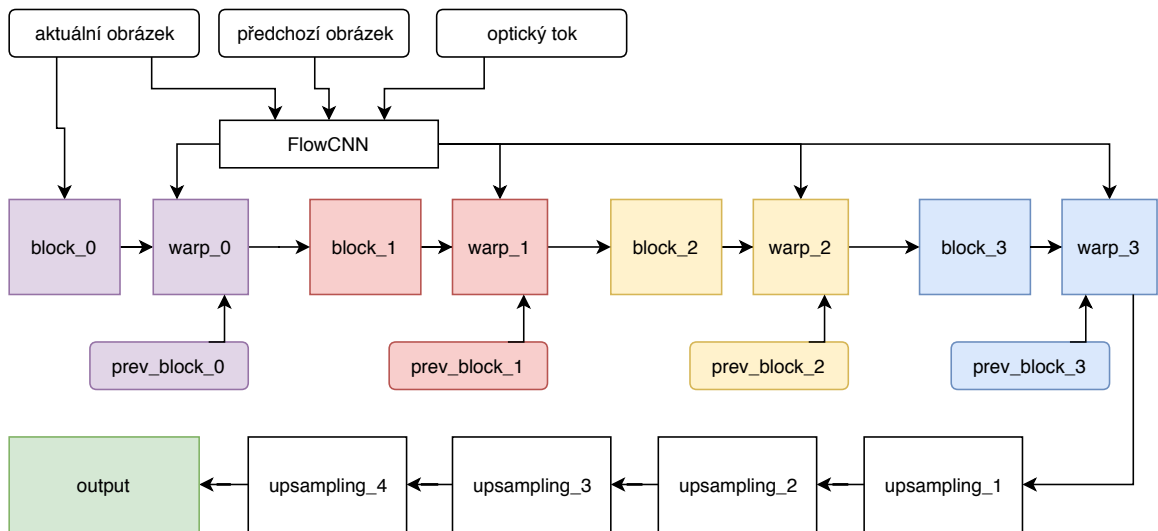 aktuální obrázek
předchozí obrázek
optický tok
FlowCNN
block_0
warp_0
block_1
warp_1
block_2
warp_2
block_3
warp_3
prev_block_0
prev_block_1
prev_block_2
prev_block_3
output
upsampling_4
upsampling_3
upsampling_2
upsampling_1